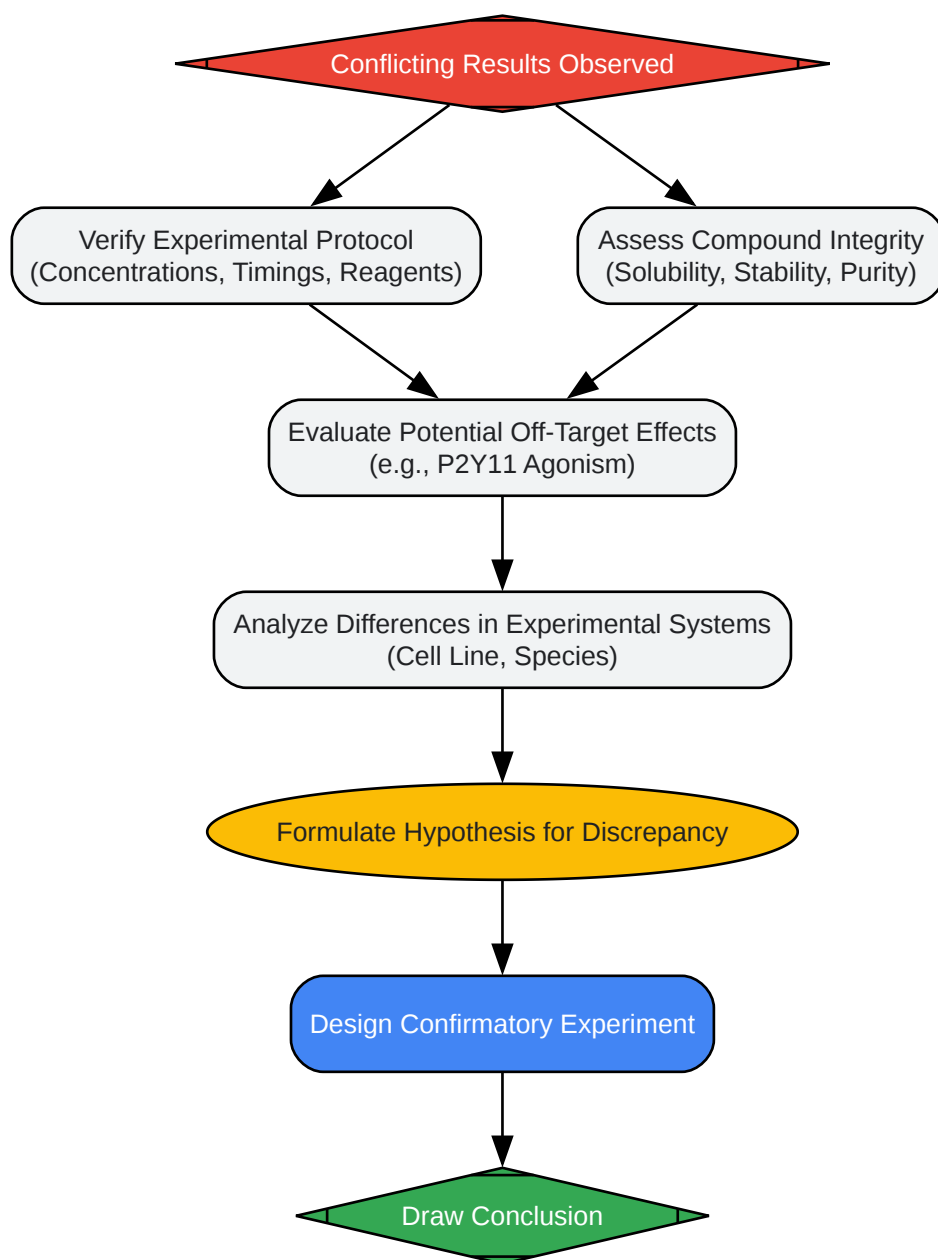 Conflicting Results Observed
Verify Experimental Protocol
(Concentrations, Timings, Reagents)
Assess Compound Integrity
(Solubility, Stability, Purity)
Evaluate Potential Off-Target Effects
(e.g., P2Y11 Agonism)
Analyze Differences in Experimental Systems
(Cell Line, Species)
Formulate Hypothesis for Discrepancy
Design Confirmatory Experiment
Draw Conclusion